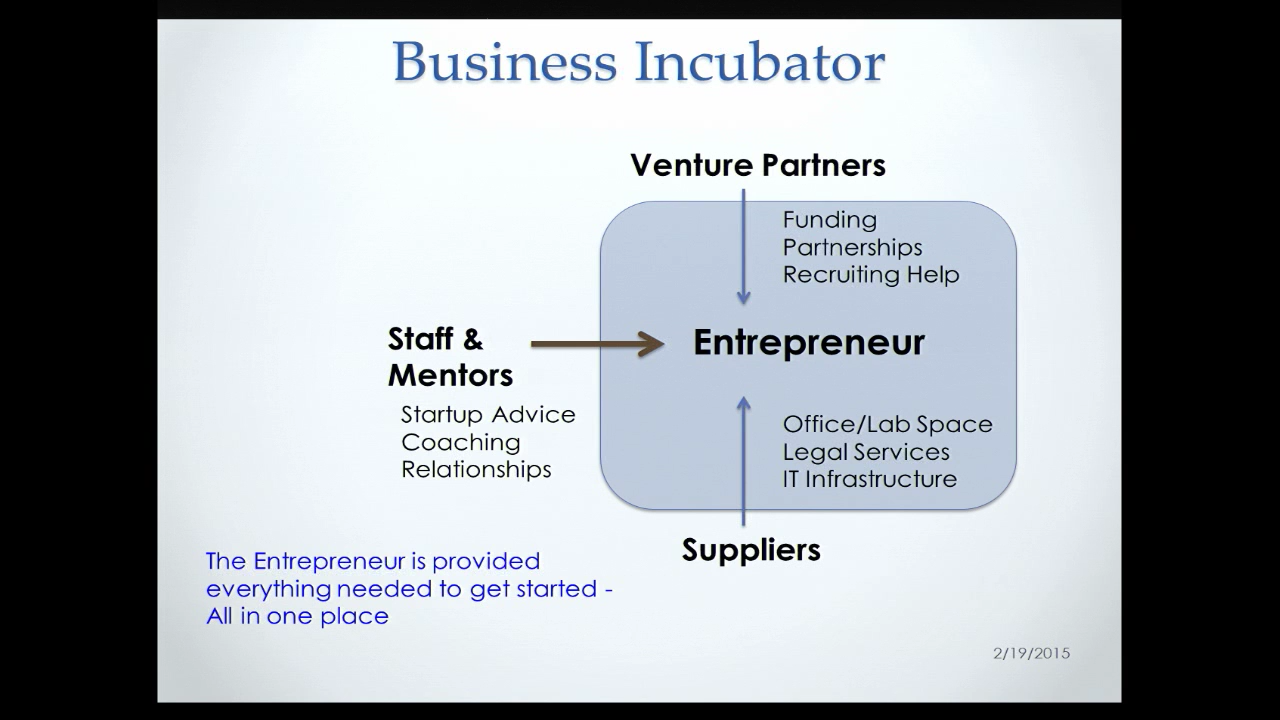 Business Incubator
Venture Partners
Funding
Partnerships
Recruiting Help
Staff &
Mentors
Entrepreneur
Startup Advice
Coaching
Relationships
Office/Lab Space
Legal Services
IT Infrastructure
Suppliers
The Entrepreneur is provided
everything needed to get started -
All in one place
2/19/2015